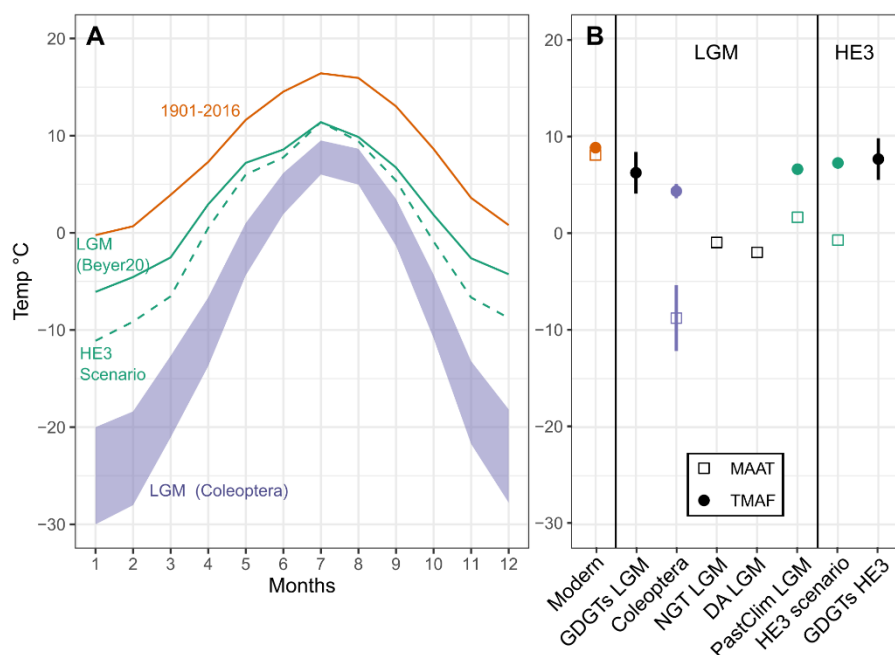 A
20
10
0
−10
−20
−30
Temp °C
1901-2016
LGM
(Beyer20)
HE3
Scenario
LGM (Coleoptera)
1 2 3 4 5 6 7 8 9 10 11 12
Months
B
LGM
HE3
20
10
0
−10
−20
−30
MAAT
TMAF
Modern
GDGTs LGM
Coleoptera
NGT LGM
DA LGM
PastClim LGM
HE3 scenario
GDGTs HE3